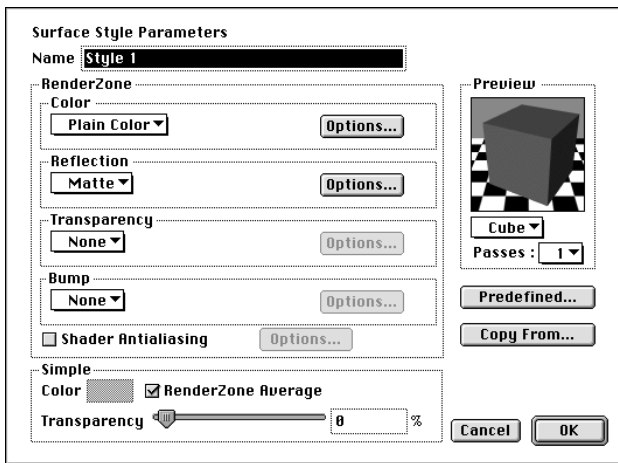 Surface Style Parameters
Name Style 1
RenderZone
Color
Plain Color
Options...
Reflection
Matte
Options...
Transparency
None
Options...
Bump
None
Options...
Shader Antialiasing
Options...
Simple
Color
RenderZone Average
Transparency
0 %
Preview
Cube
Passes : 1
Predefined...
Copy From...
Cancel
OK